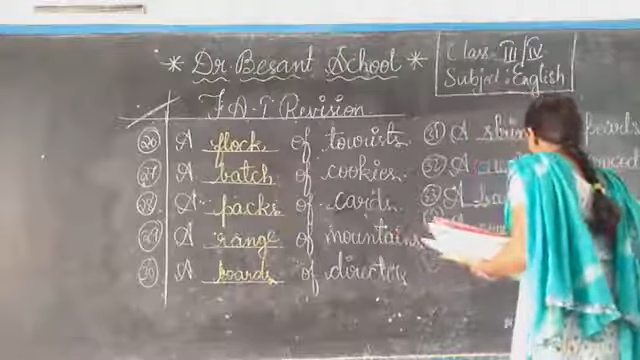 * Dr. Besant School *
Class: III/IV
Subject: English
F.A.T Revision
26 A flock of tourists.
27 A batch of cookies.
28 A packs of cards.
29 A range of mountains
30 A boards of directors
31 A
32 A
33 A